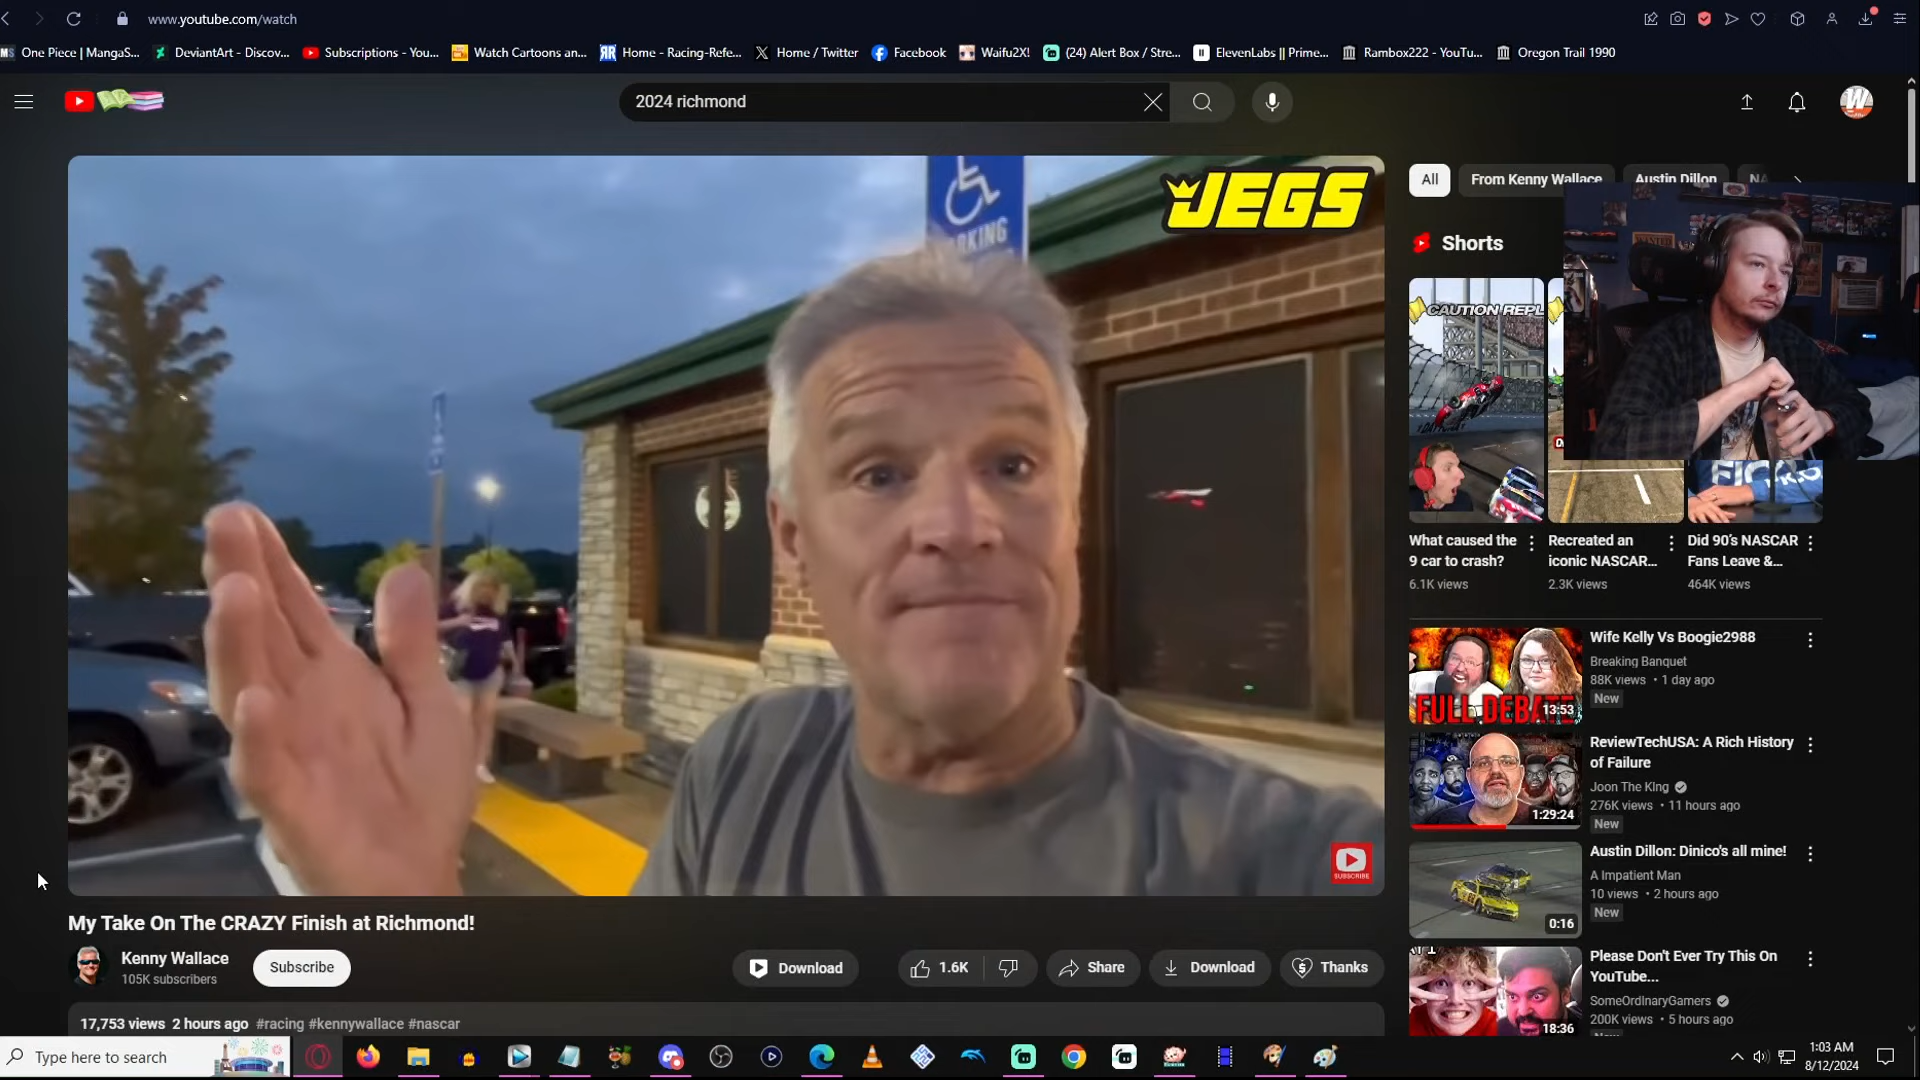 www.youtube.com/watch
One Piece | MangaS...
DeviantArt - Discov...
Subscriptions - You...
Watch Cartoons an...
Home - Racing-Refe...
Home / Twitter
Facebook
Waifu2X!
(24) Alert Box / Stre...
ElevenLabs || Prime...
Rambox222 - YouTu...
Oregon Trail 1990
2024 richmond
JEGS
PARKING
SUBSCRIBE
All
From Kenny Wallace
Austin Dillon
NA
Shorts
CAUTION REPL
What caused the
9 car to crash?
6.1K views
Recreated an
iconic NASCAR...
2.3K views
Did 90's NASCAR
Fans Leave &...
464K views
FULL DEBATE
13:53
Wife Kelly Vs Boogie2988
Breaking Banquet
88K views • 1 day ago
New
1:29:24
ReviewTechUSA: A Rich History
of Failure
Joon The King
276K views • 11 hours ago
New
0:16
Austin Dillon: Dinico's all mine!
A Impatient Man
10 views • 2 hours ago
New
18:36
Please Don't Ever Try This On
YouTube...
SomeOrdinaryGamers
200K views • 5 hours ago
New
My Take On The CRAZY Finish at Richmond!
Kenny Wallace
105K subscribers
Subscribe
Download
1.6K
Share
Download
Thanks
17,753 views 2 hours ago #racing #kennywallace #nascar
Type here to search
1:03 AM
8/12/2024